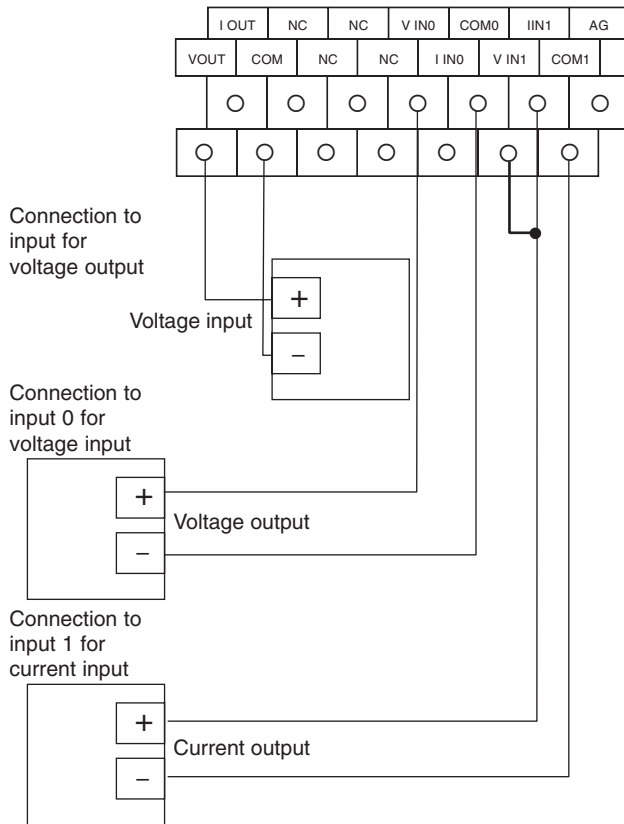 I OUT NC NC V IN0 COM0 IIN1 AG
VOUT COM NC NC I IN0 V IN1 COM1
Connection to
input for
voltage output
+
Voltage input
−
Connection to
input 0 for
voltage input
+
Voltage output
−
Connection to
input 1 for
current input
+
Current output
−